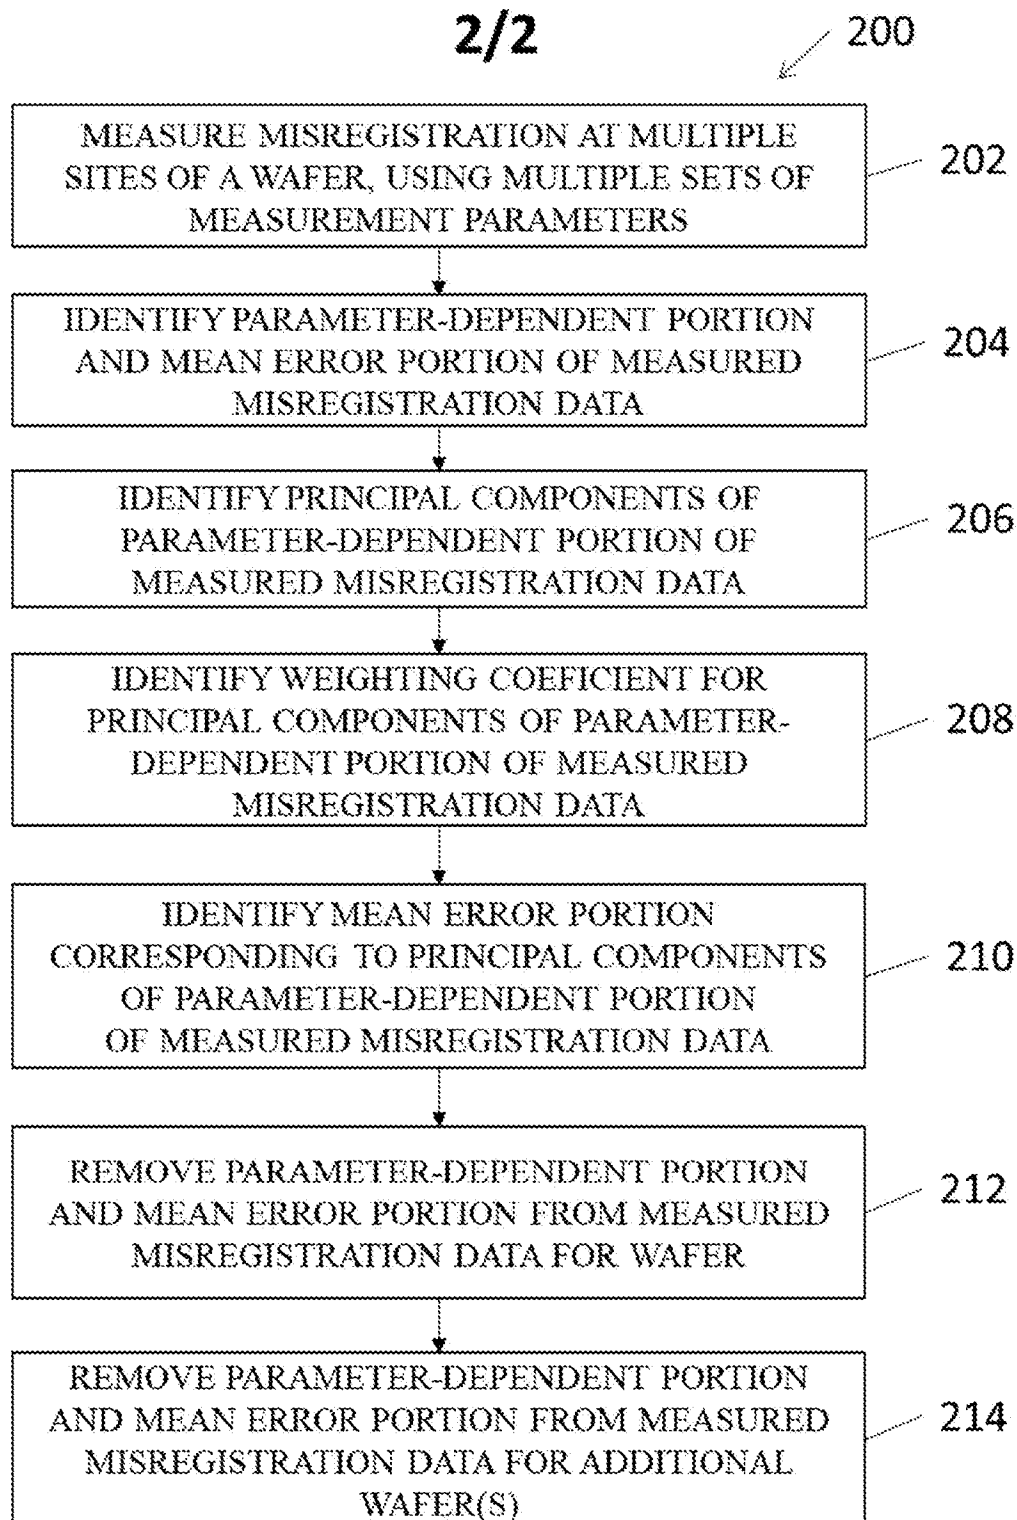 2/2
200
MEASURE MISREGISTRATION AT MULTIPLE
SITES OF A WAFER, USING MULTIPLE SETS OF
MEASUREMENT PARAMETERS
202
IDENTIFY PARAMETER-DEPENDENT PORTION
AND MEAN ERROR PORTION OF MEASURED
MISREGISTRATION DATA
204
IDENTIFY PRINCIPAL COMPONENTS OF
PARAMETER-DEPENDENT PORTION OF
MEASURED MISREGISTRATION DATA
206
IDENTIFY WEIGHTING COEFICIENT FOR
PRINCIPAL COMPONENTS OF PARAMETER-
DEPENDENT PORTION OF MEASURED
MISREGISTRATION DATA
208
IDENTIFY MEAN ERROR PORTION
CORRESPONDING TO PRINCIPAL COMPONENTS
OF PARAMETER-DEPENDENT PORTION
OF MEASURED MISREGISTRATION DATA
210
REMOVE PARAMETER-DEPENDENT PORTION
AND MEAN ERROR PORTION FROM MEASURED
MISREGISTRATION DATA FOR WAFER
212
REMOVE PARAMETER-DEPENDENT PORTION
AND MEAN ERROR PORTION FROM MEASURED
MISREGISTRATION DATA FOR ADDITIONAL
WAFER(S)
214